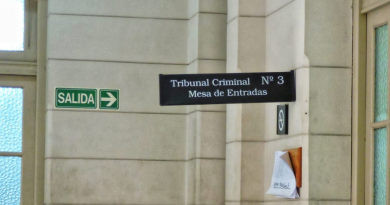 SALIDA
Tribunal Criminal Nº 3
Mesa de Entradas